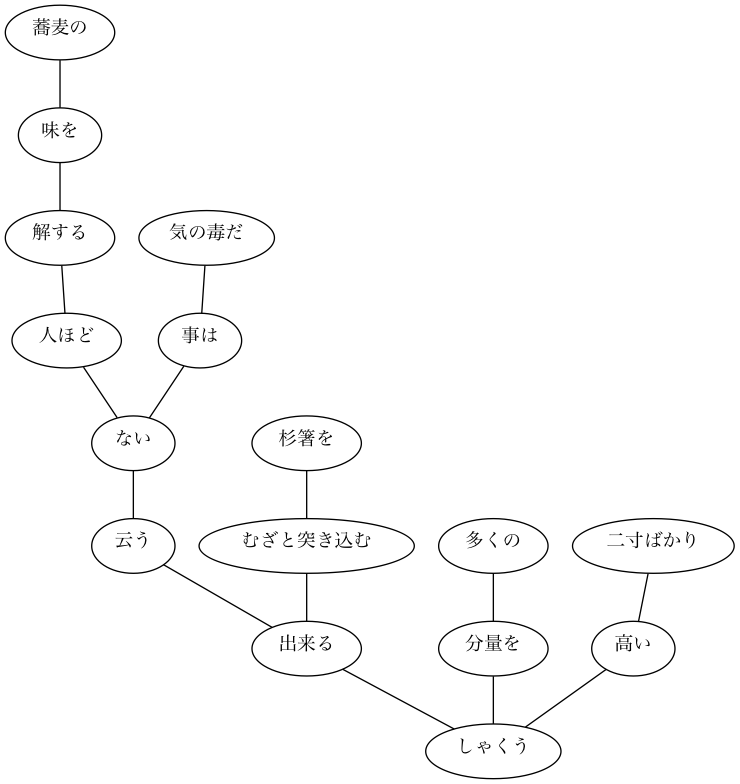 蕎麦の
味を
解する
気の毒だ
人ほど
事は
ない
杉箸を
云う
むざと突き込む
多くの
二寸ばかり
出来る
分量を
高い
しゃくう